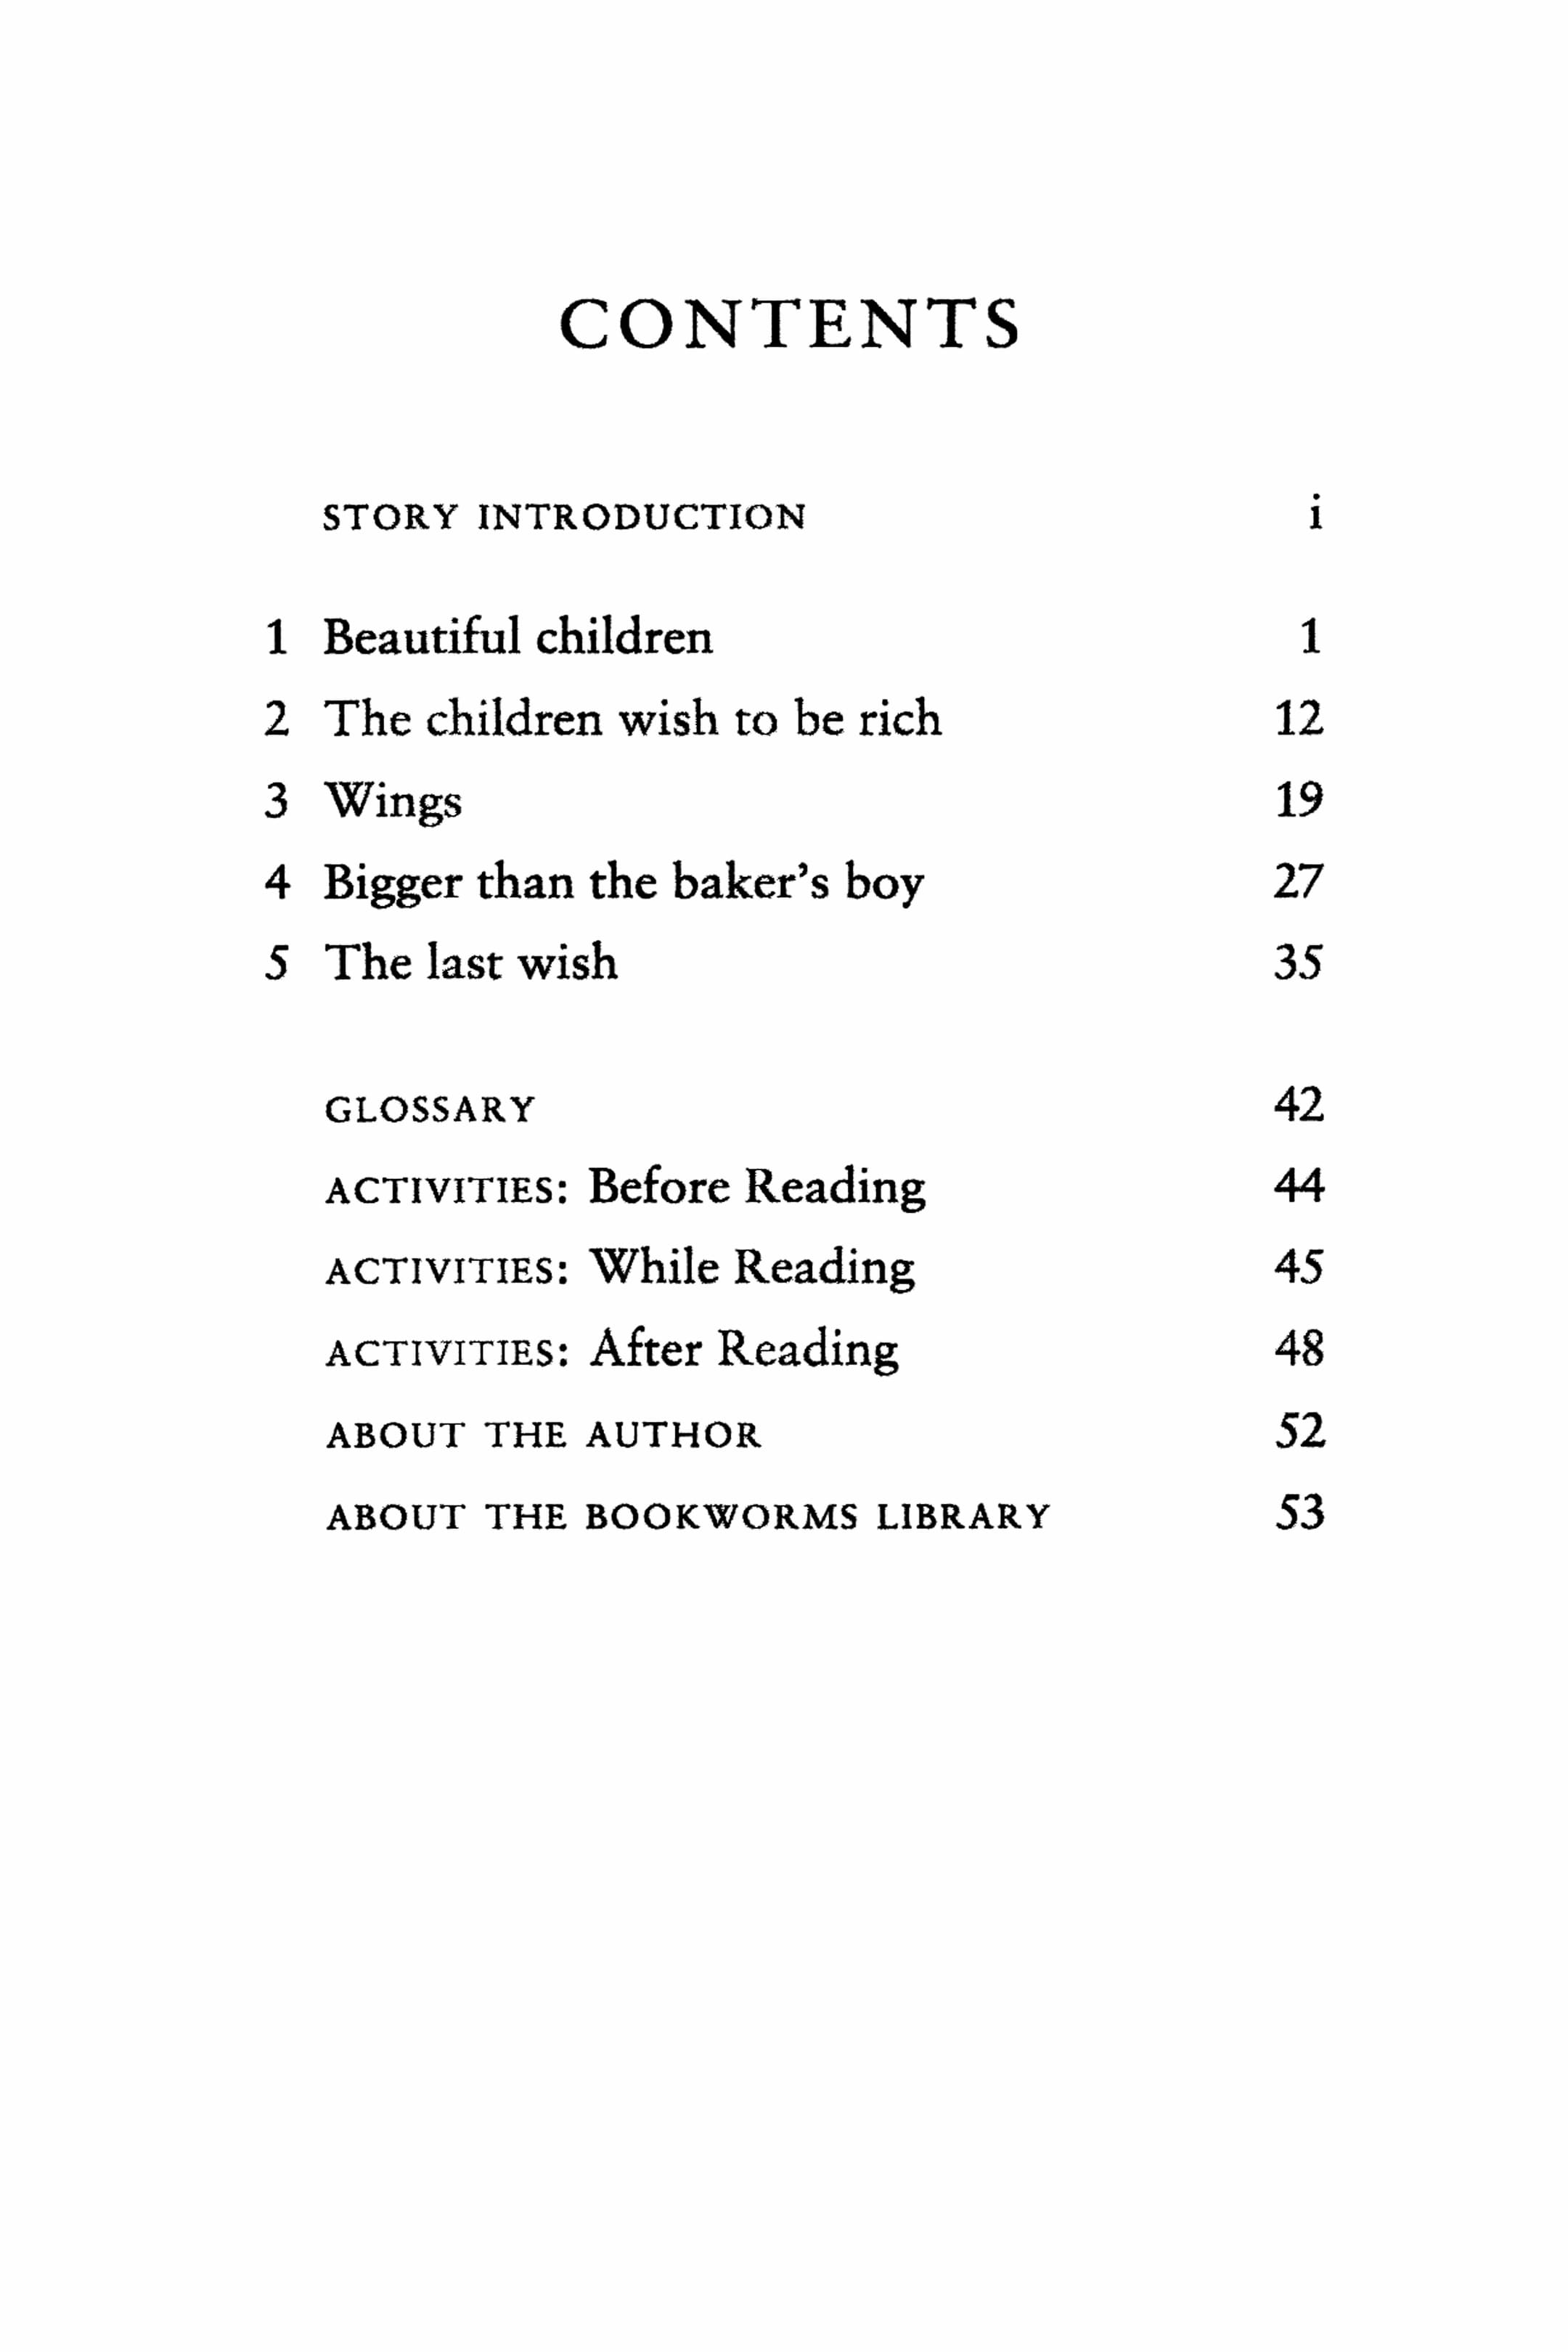 CONTENTS
STORY INTRODUCTION i
1 Beautiful children 1
2 The children wish to be rich 12
3 Wings 19
4 Bigger than the baker's boy 27
5 The last wish 35
GLOSSARY 42
ACTIVITIES: Before Reading 44
ACTIVITIES: While Reading 45
ACTIVITIES: After Reading 48
ABOUT THE AUTHOR 52
ABOUT THE BOOKWORMS LIBRARY 53